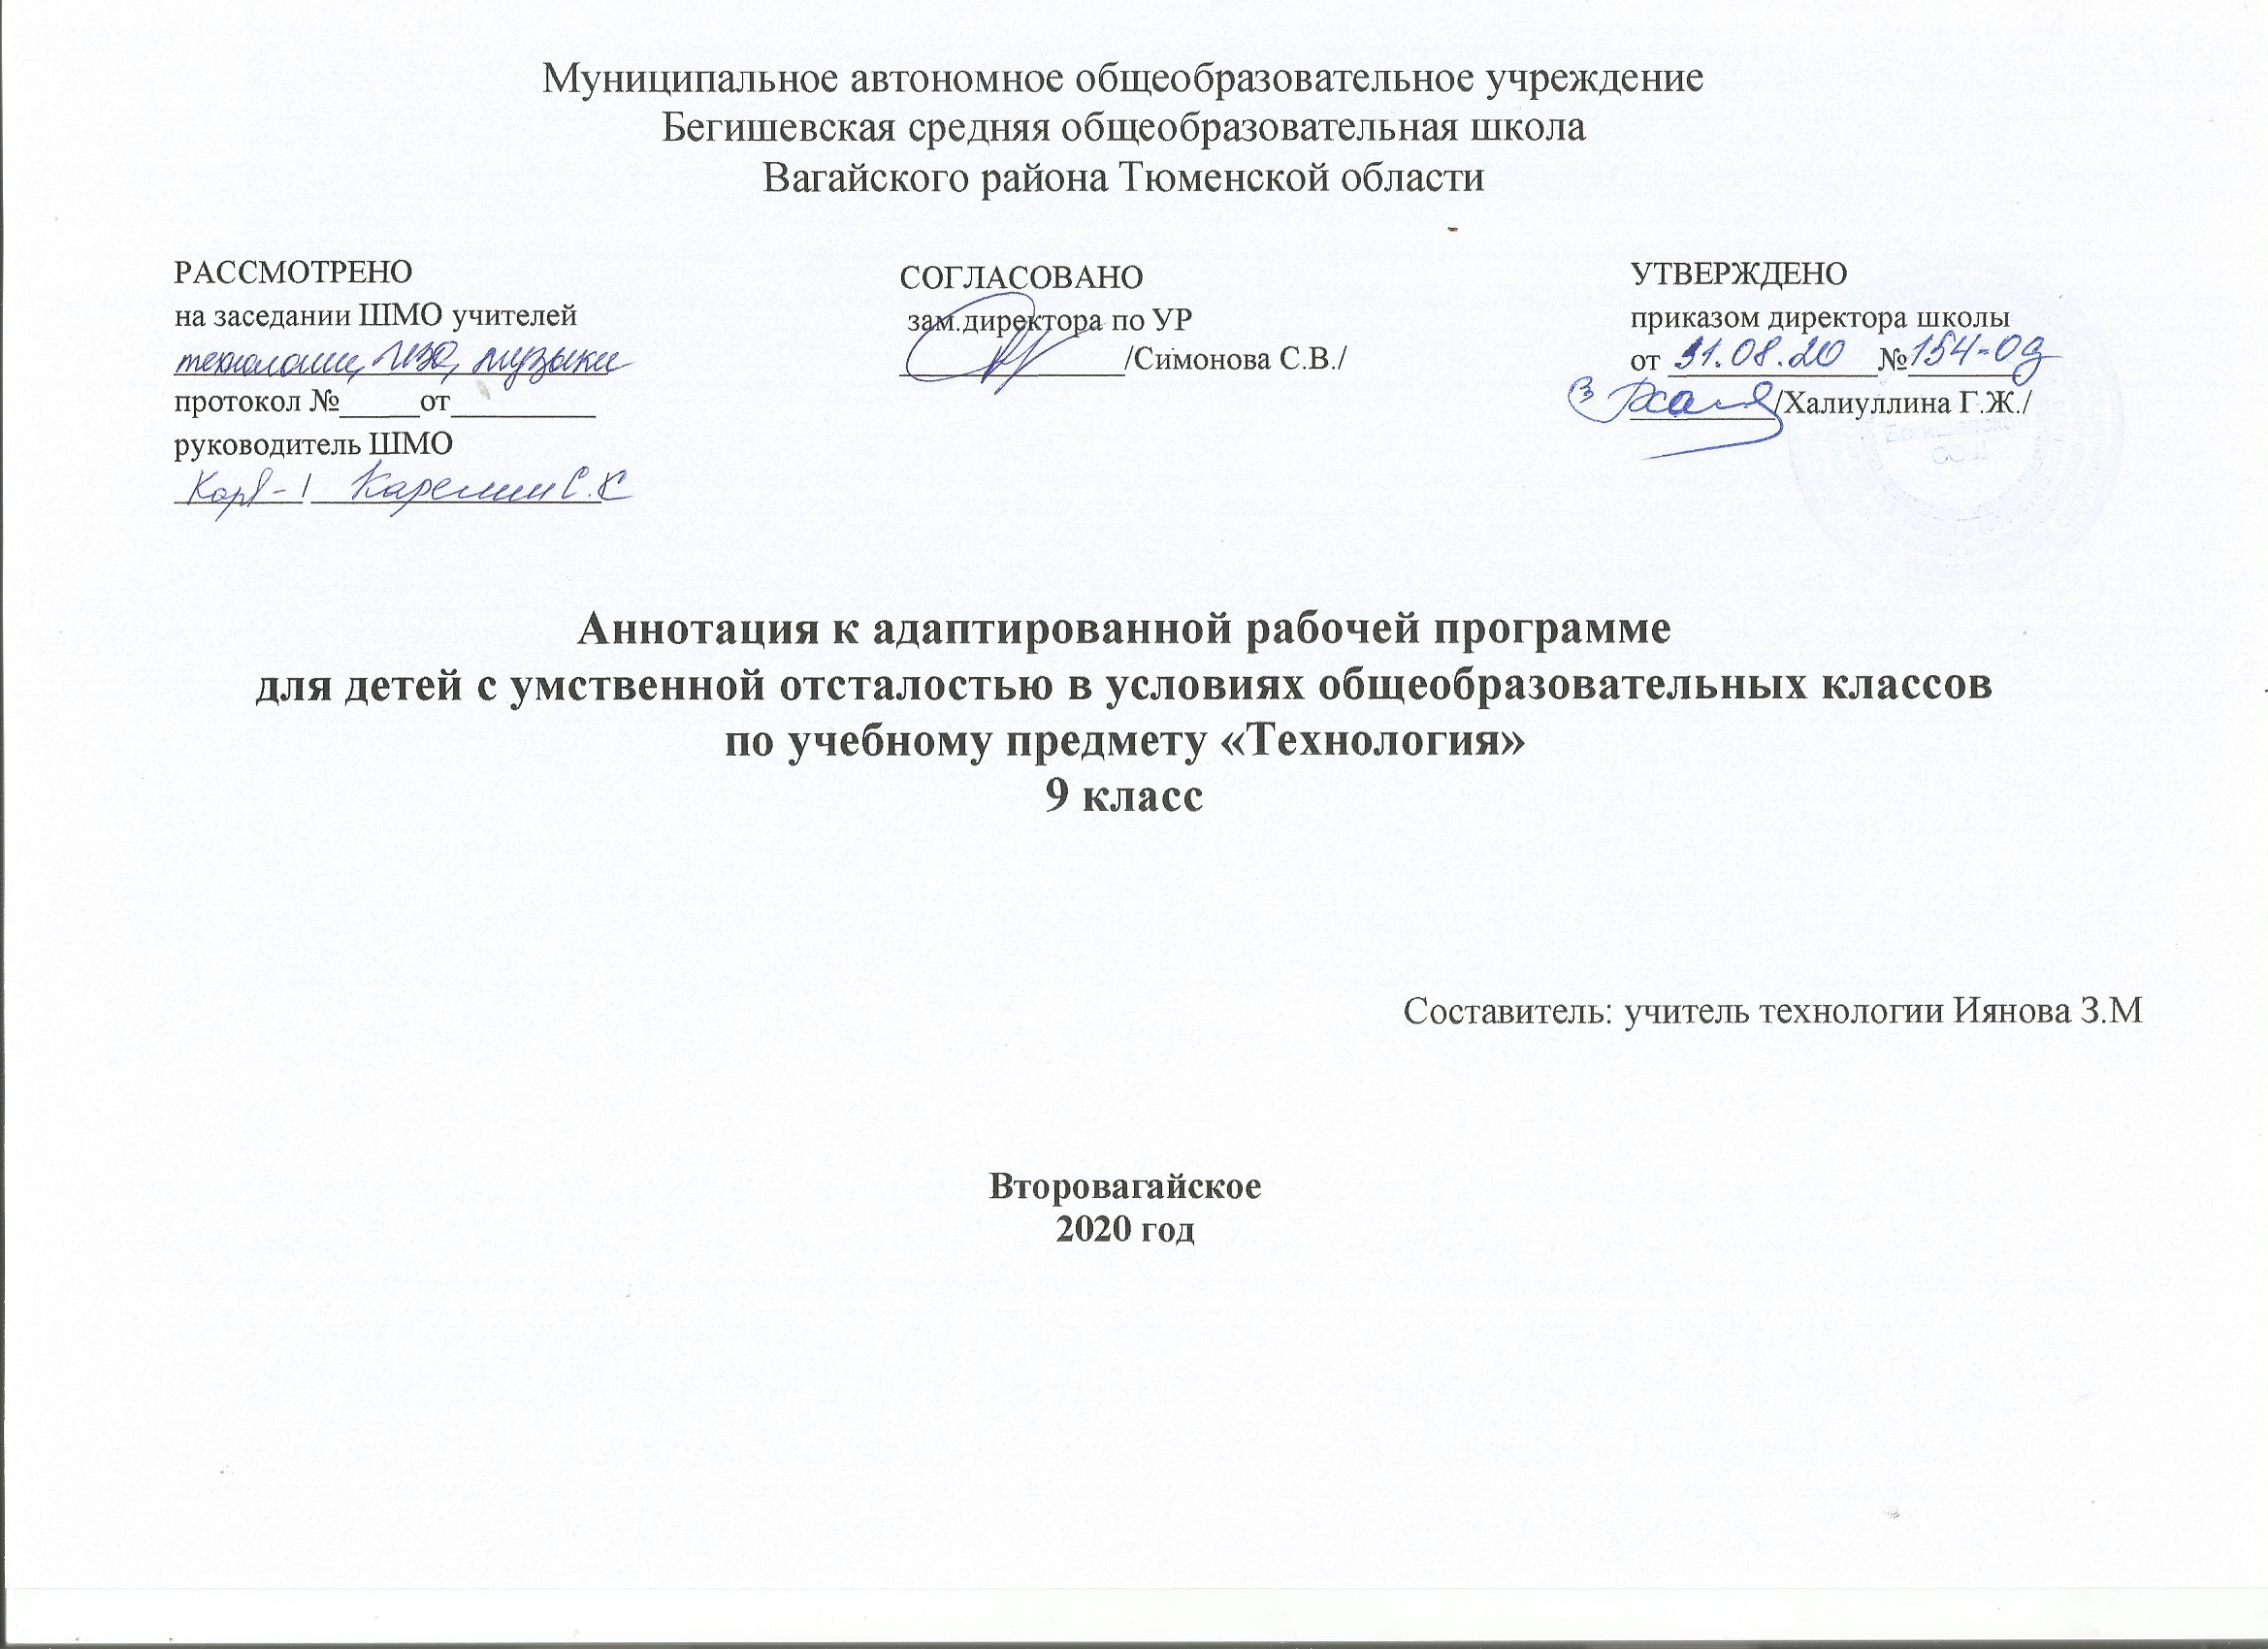 Муниципальное автономное общеобразовательное учреждение
Бегишевская средняя общеобразовательная школа
Вагайского района Тюменской области
РАССМОТРЕНО
на заседании ШМО учителей
технологии, ИЗО, музыки
протокол №_____от_________
руководитель ШМО
/ Каремин С.К
СОГЛАСОВАНО
зам.директора по УР
/Симонова С.В./
УТВЕРЖДЕНО
приказом директора школы
от 31.08.20 №154-од
/Халиуллина Г.Ж./
Аннотация к адаптированной рабочей программе
для детей с умственной отсталостью в условиях общеобразовательных классов
по учебному предмету «Технология»
9 класс
Составитель: учитель технологии Иянова З.М
Второвагайское
2020 год